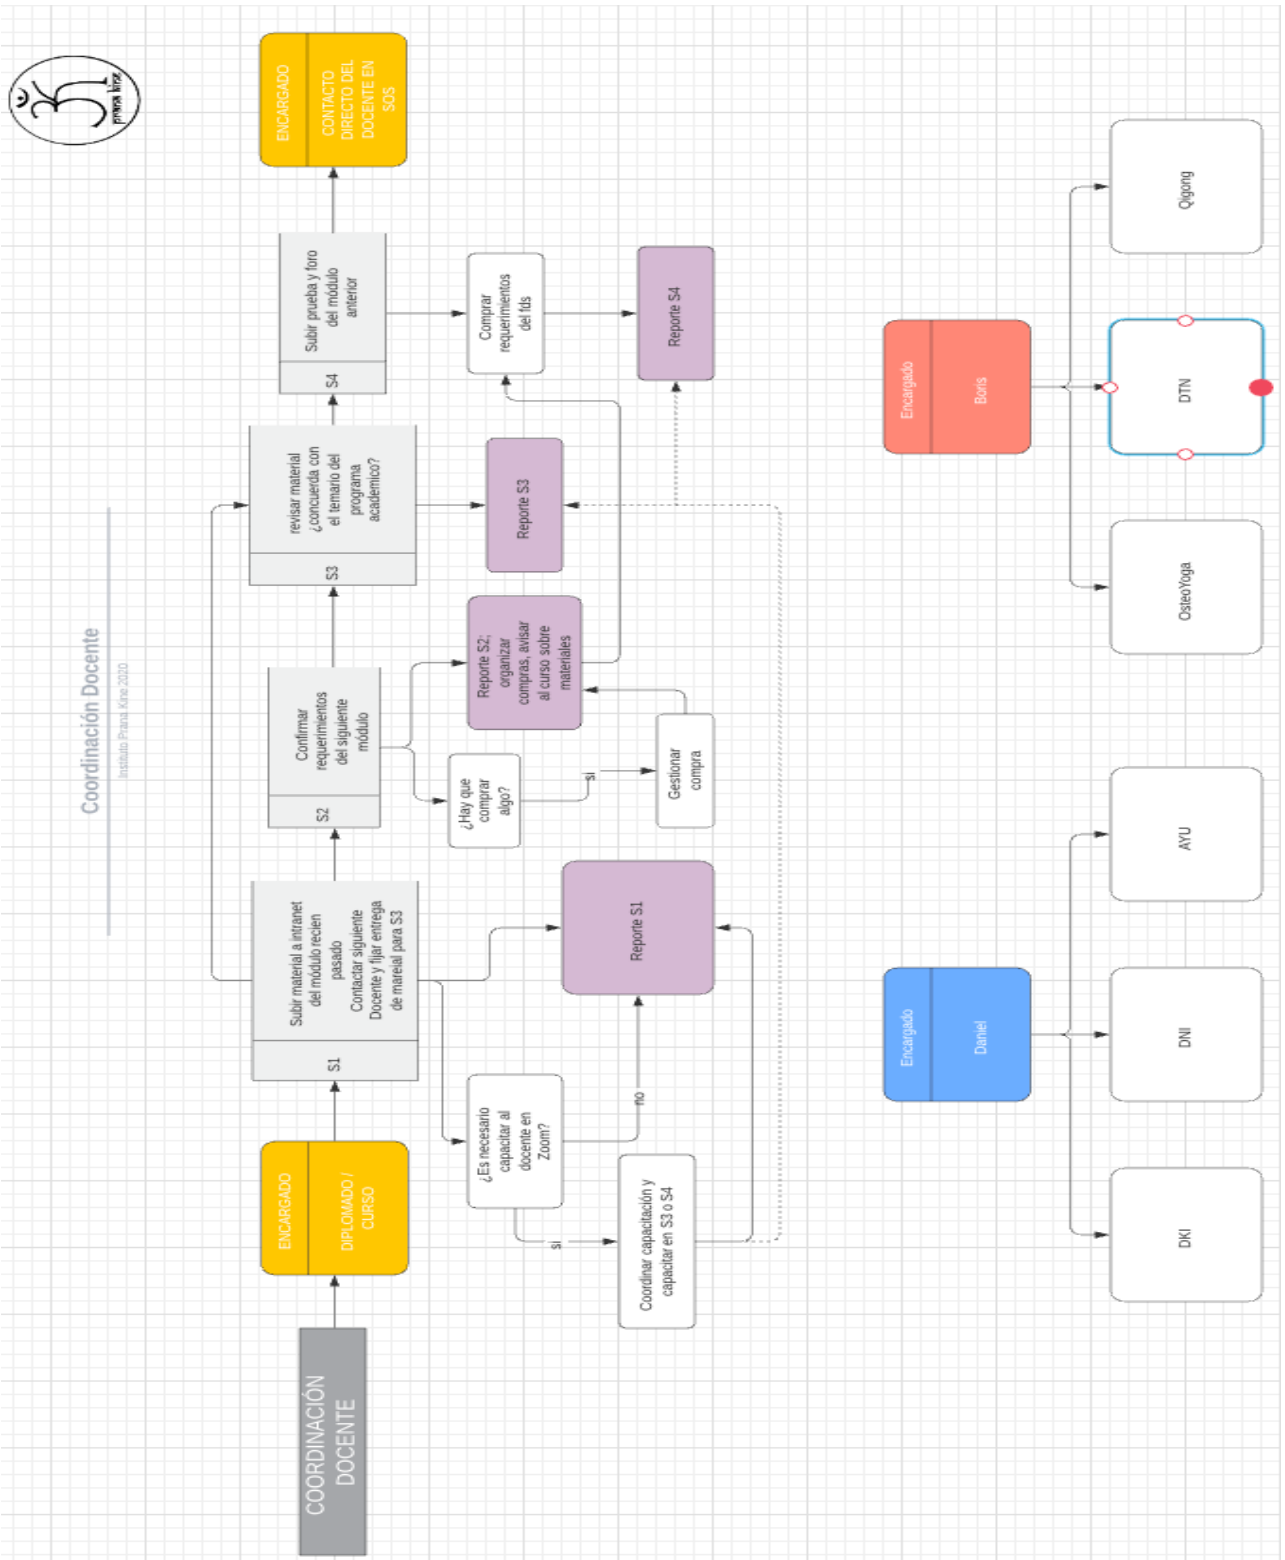 prana kine
Coordinación Docente
Instituto Prana Kine 2020
COORDINACIÓN
DOCENTE
ENCARGADO
DIPLOMADO /
CURSO
S1
Subir material a intranet
del módulo recien
pasado
Contactar siguiente
Docente y fijar entrega
de mareial para S3
S2
Confirmar
requerimientos
del siguiente
módulo
S3
revisar material
¿concuerda con
el temario del
programa
academico?
S4
Subir prueba y foro
del módulo
anterior
ENCARGADO
CONTACTO
DIRECTO DEL
DOCENTE EN
SOS
¿Es necesario
capacitar al
docente en
Zoom?
si
no
Coordinar capacitación y
capacitar en S3 o S4
Reporte S1
¿Hay que
comprar
algo?
si
Gestionar
compra
Reporte S2;
organizar
compras, avisar
al curso sobre
materiales
Reporte S3
Comprar
requerimientos
del fds
Reporte S4
Encargado
Daniel
DKI
DNI
AYU
Encargado
Boris
OsteoYoga
DTN
Qigong